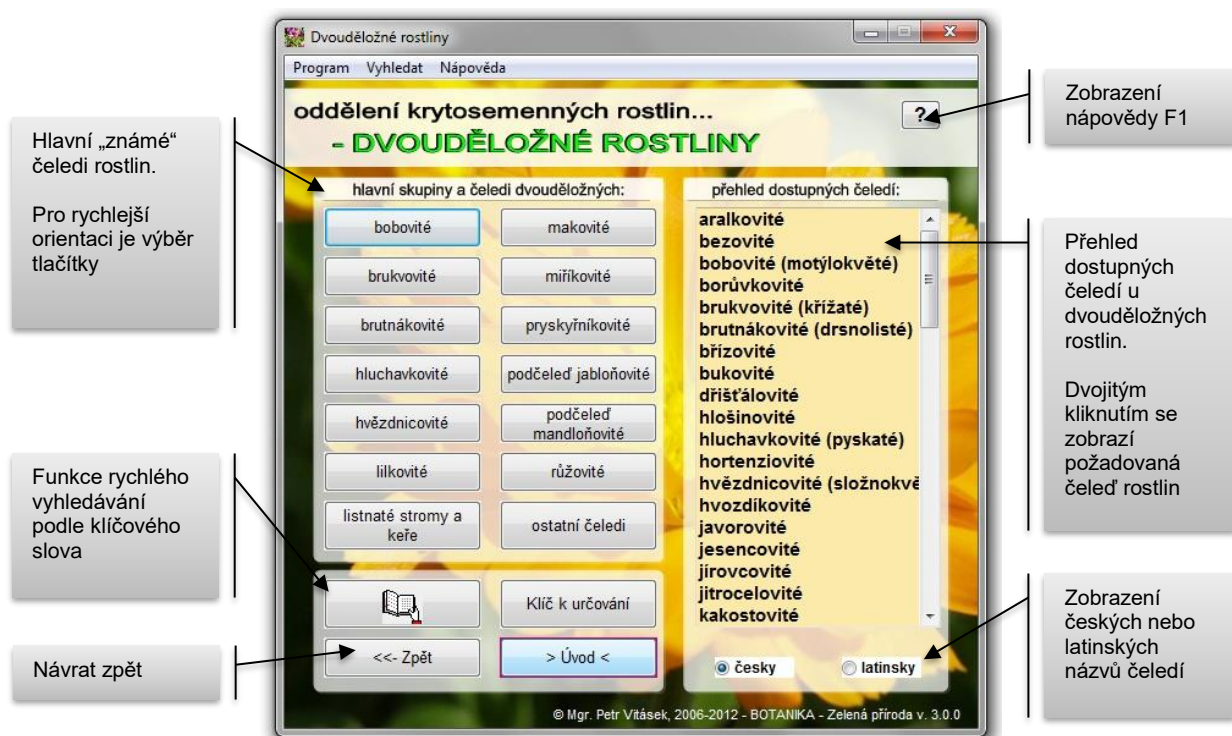 Dvouděložné rostliny
Program Vyhledat Nápověda
oddělení krytosemenných rostlin...
- DVOUDĚLOŽNÉ ROSTLINY
?
hlavní skupiny a čeledi dvouděložných:
bobovité
makovité
brukvovité
miříkovité
brutnákovité
pryskyřníkovité
hluchavkovité
podčeleď jabloňovité
hvězdnicovité
podčeleď
mandloňovité
lilkovité
růžovité
listnaté stromy a
keře
ostatní čeledi
Klíč k určování
<<- Zpět
> Úvod <
přehled dostupných čeledí:
aralkovité
bezovité
bobovité (motýlokvěté)
borůvkovité
brukvovité (křížaté)
brutnákovité (drsnolisté)
břízovité
bukovité
dřišťálovité
hlošinovité
hluchavkovité (pyskaté)
hortenziovité
hvězdnicovité (složnokvě
hvozdíkovité
javorovité
jesencovité
jírovcovité
jitrocelovité
kakostovité
česky
latinsky
© Mgr. Petr Vitásek, 2006-2012 - BOTANIKA - Zelená příroda v. 3.0.0
Hlavní „známé“
čeledi rostlin.
Pro rychlejší
orientaci je výběr
tlačítky
Funkce rychlého
vyhledávání
podle klíčového
slova
Návrat zpět
Zobrazení
nápovědy F1
Přehled
dostupných
čeledí u
dvouděložných
rostlin.
Dvojitým
kliknutím se
zobrazí
požadovaná
čeleď rostlin
Zobrazení
českých nebo
latinských
názvů čeledí